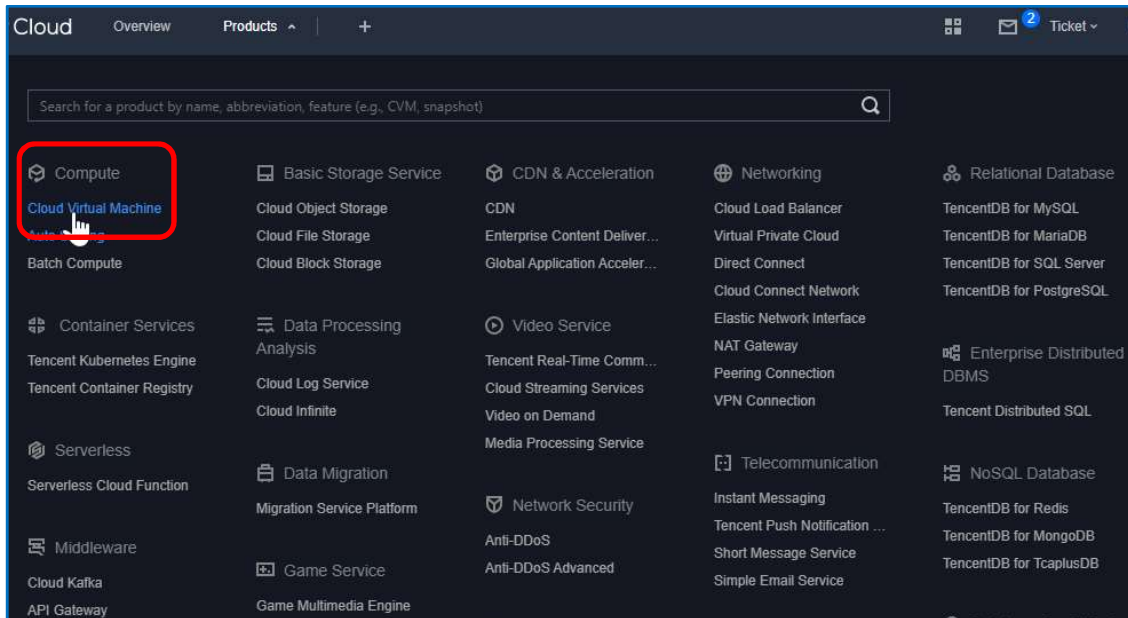 Cloud Overview Products + 2 Ticket
Search for a product by name, abbreviation, feature (e.g., CVM, snapshot)
Compute
Cloud Virtual Machine
Auto
Batch Compute
Container Services
Tencent Kubernetes Engine
Tencent Container Registry
Serverless
Serverless Cloud Function
Middleware
Cloud Kafka
API Gateway
Basic Storage Service
Cloud Object Storage
Cloud File Storage
Cloud Block Storage
Data Processing
Analysis
Cloud Log Service
Cloud Infinite
Data Migration
Migration Service Platform
Game Service
Game Multimedia Engine
CDN & Acceleration
CDN
Enterprise Content Deliver...
Global Application Acceler...
Video Service
Tencent Real-Time Comm...
Cloud Streaming Services
Video on Demand
Media Processing Service
Network Security
Anti-DDoS
Anti-DDoS Advanced
Networking
Cloud Load Balancer
Virtual Private Cloud
Direct Connect
Cloud Connect Network
Elastic Network Interface
NAT Gateway
Peering Connection
VPN Connection
Telecommunication
Instant Messaging
Tencent Push Notification ...
Short Message Service
Simple Email Service
Relational Database
TencentDB for MySQL
TencentDB for MariaDB
TencentDB for SQL Server
TencentDB for PostgreSQL
Enterprise Distributed
DBMS
Tencent Distributed SQL
NoSQL Database
TencentDB for Redis
TencentDB for MongoDB
TencentDB for TcaplusDB